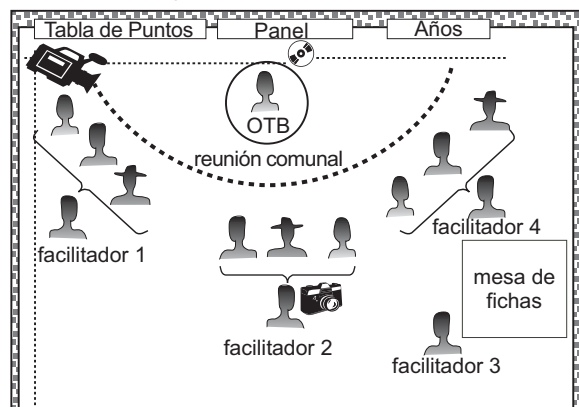 Tabla de Puntos
Panel
Años
OTB
reunión comunal
facilitador 1
facilitador 4
mesa de
fichas
facilitador 2
facilitador 3